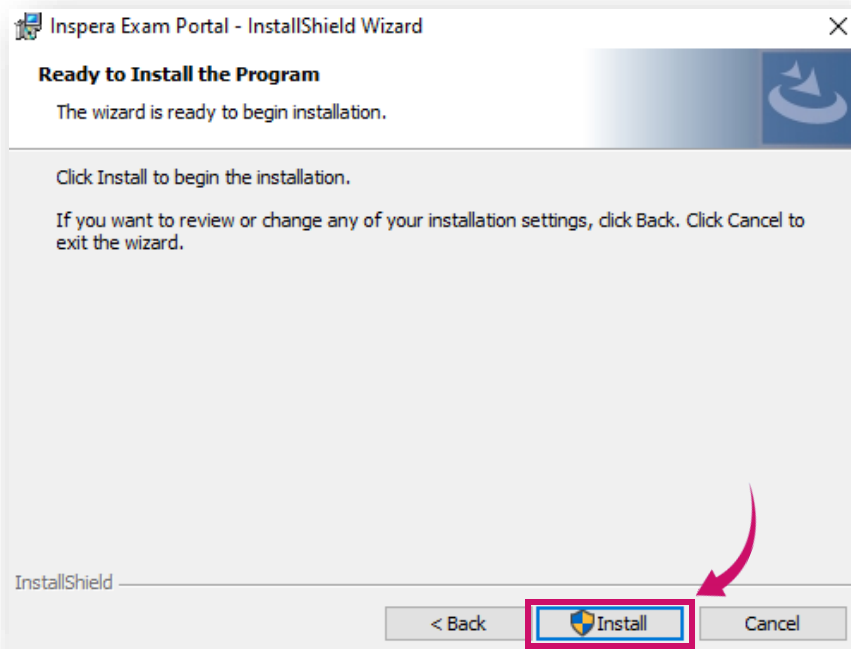 Inspera Exam Portal - InstallShield Wizard
Ready to Install the Program
The wizard is ready to begin installation.
Click Install to begin the installation.
If you want to review or change any of your installation settings, click Back. Click Cancel to
exit the wizard.
InstallShield
< Back
Install
Cancel